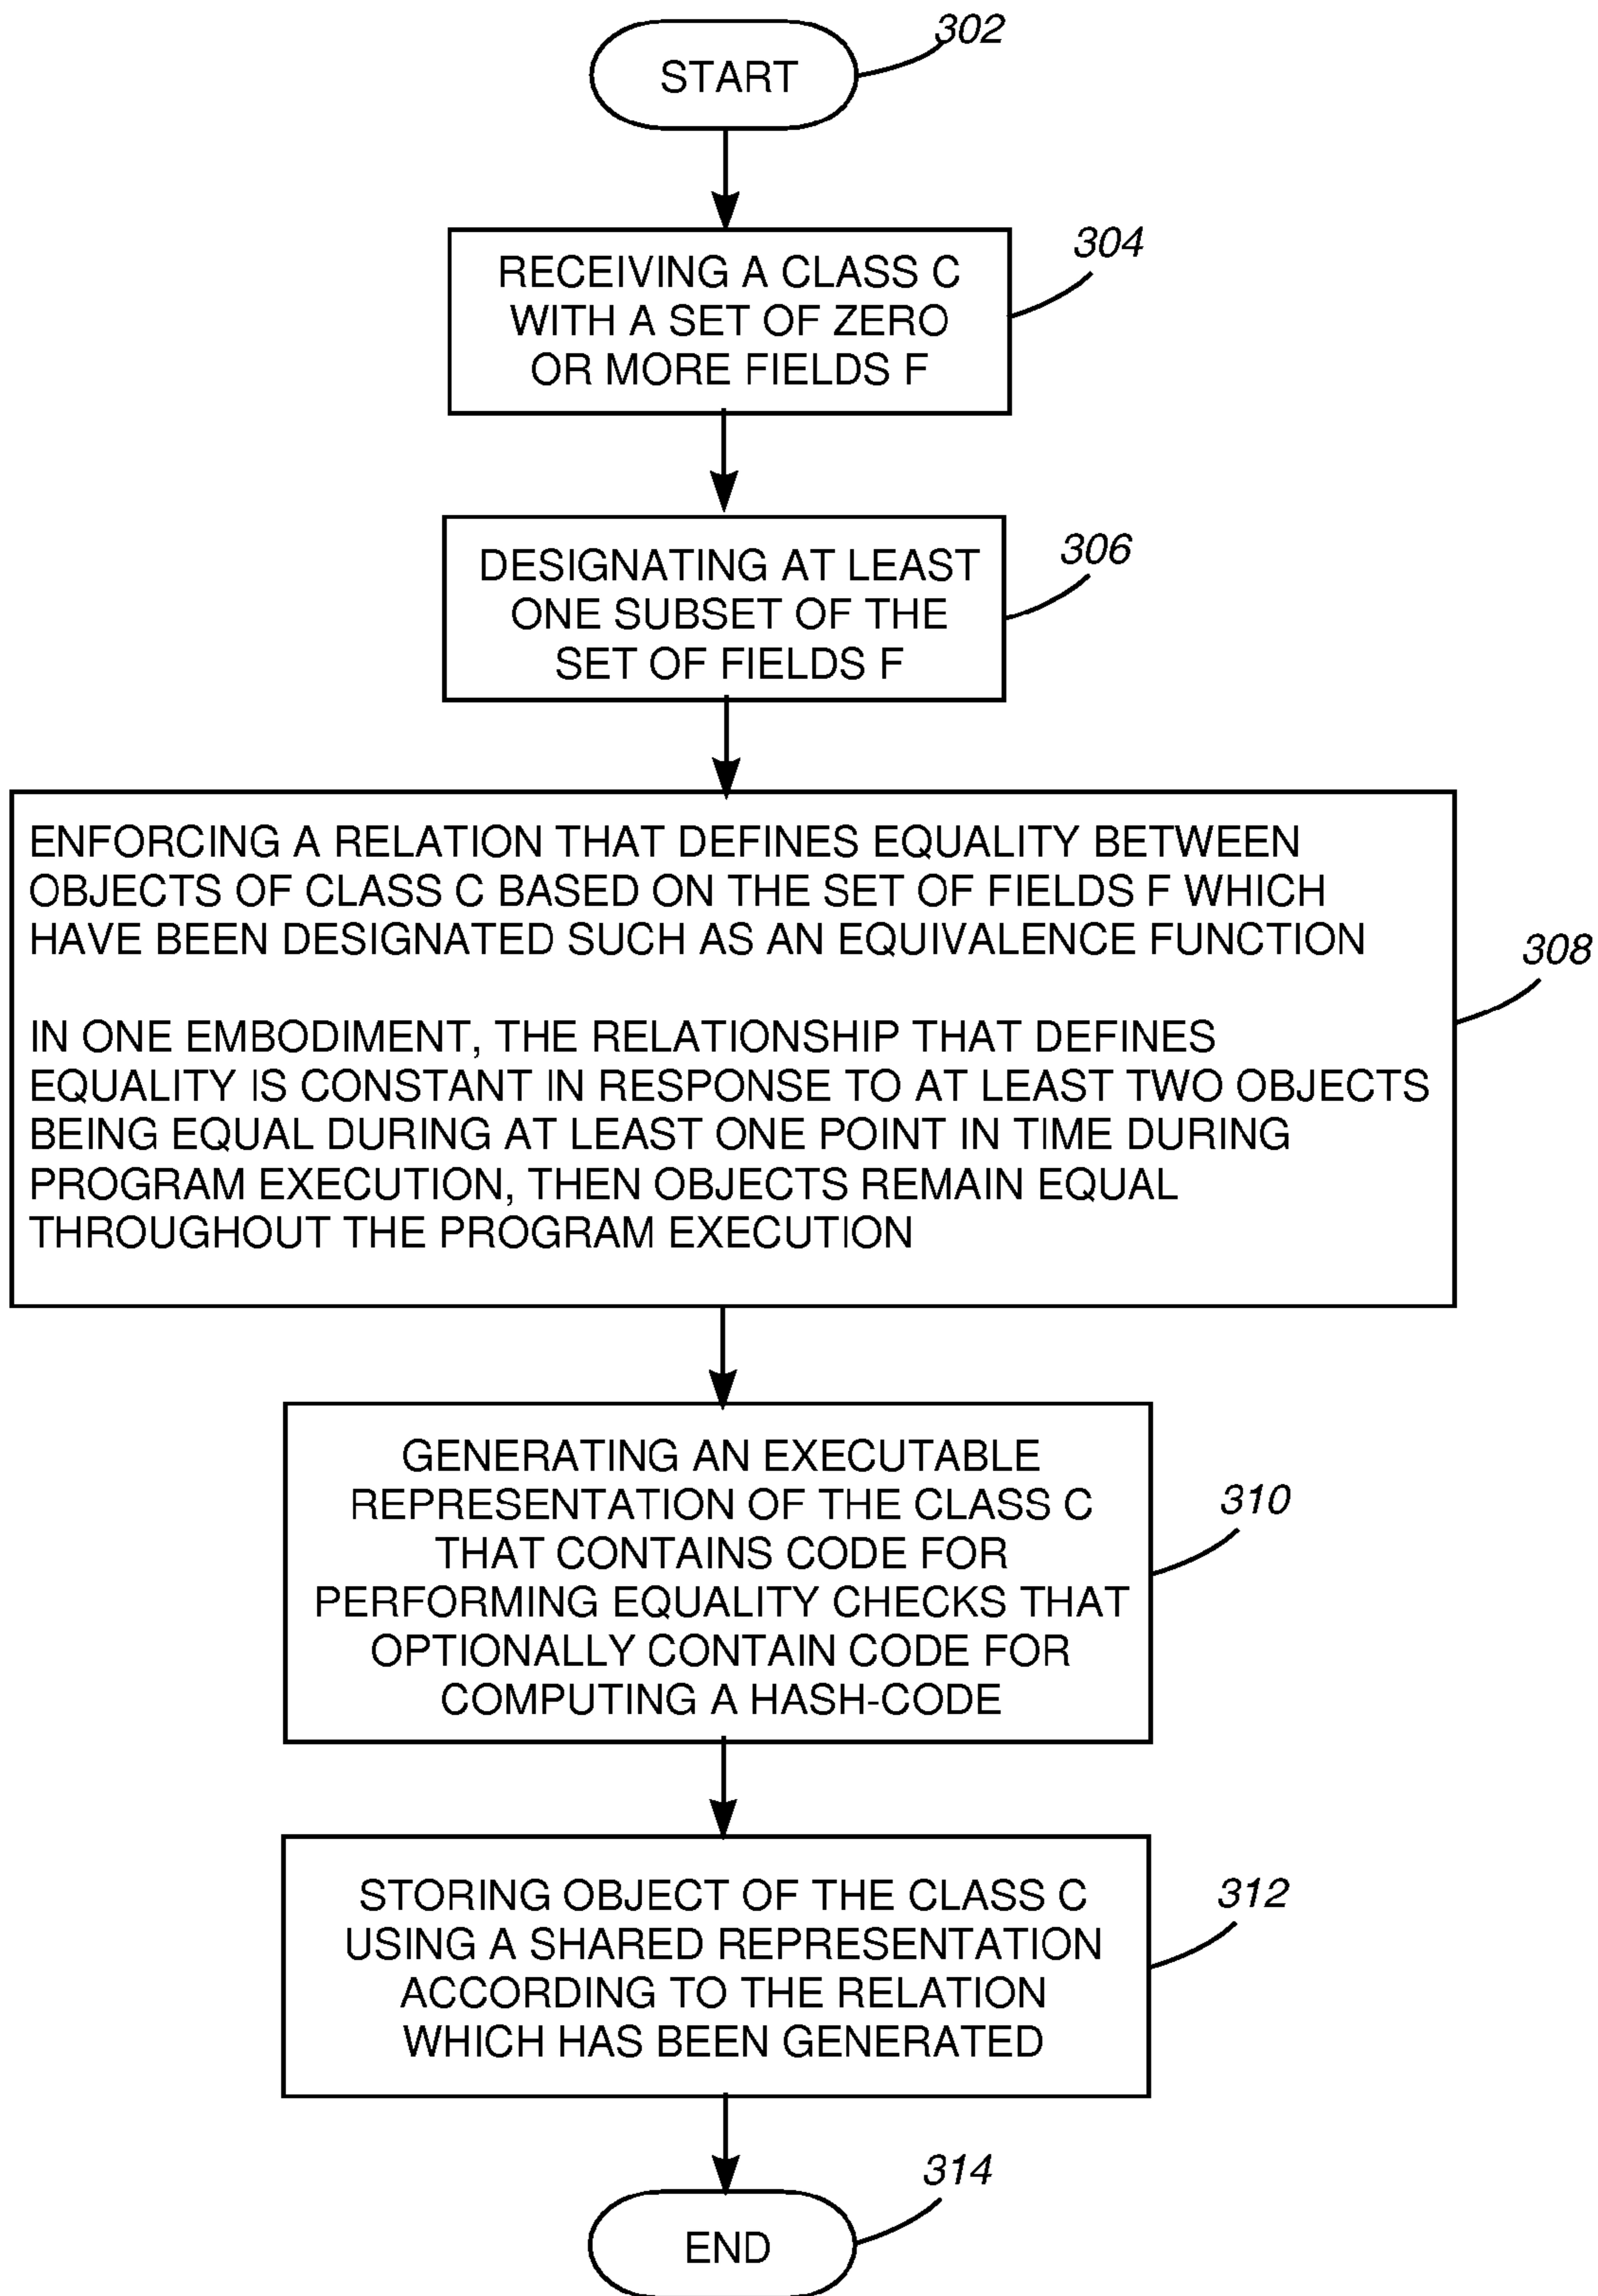 302
START
304
RECEIVING A CLASS C
WITH A SET OF ZERO
OR MORE FIELDS F
306
DESIGNATING AT LEAST
ONE SUBSET OF THE
SET OF FIELDS F
308
ENFORCING A RELATION THAT DEFINES EQUALITY BETWEEN
OBJECTS OF CLASS C BASED ON THE SET OF FIELDS F WHICH
HAVE BEEN DESIGNATED SUCH AS AN EQUIVALENCE FUNCTION
IN ONE EMBODIMENT, THE RELATIONSHIP THAT DEFINES
EQUALITY IS CONSTANT IN RESPONSE TO AT LEAST TWO OBJECTS
BEING EQUAL DURING AT LEAST ONE POINT IN TIME DURING
PROGRAM EXECUTION, THEN OBJECTS REMAIN EQUAL
THROUGHOUT THE PROGRAM EXECUTION
310
GENERATING AN EXECUTABLE
REPRESENTATION OF THE CLASS C
THAT CONTAINS CODE FOR
PERFORMING EQUALITY CHECKS THAT
OPTIONALLY CONTAIN CODE FOR
COMPUTING A HASH-CODE
312
STORING OBJECT OF THE CLASS C
USING A SHARED REPRESENTATION
ACCORDING TO THE RELATION
WHICH HAS BEEN GENERATED
314
END